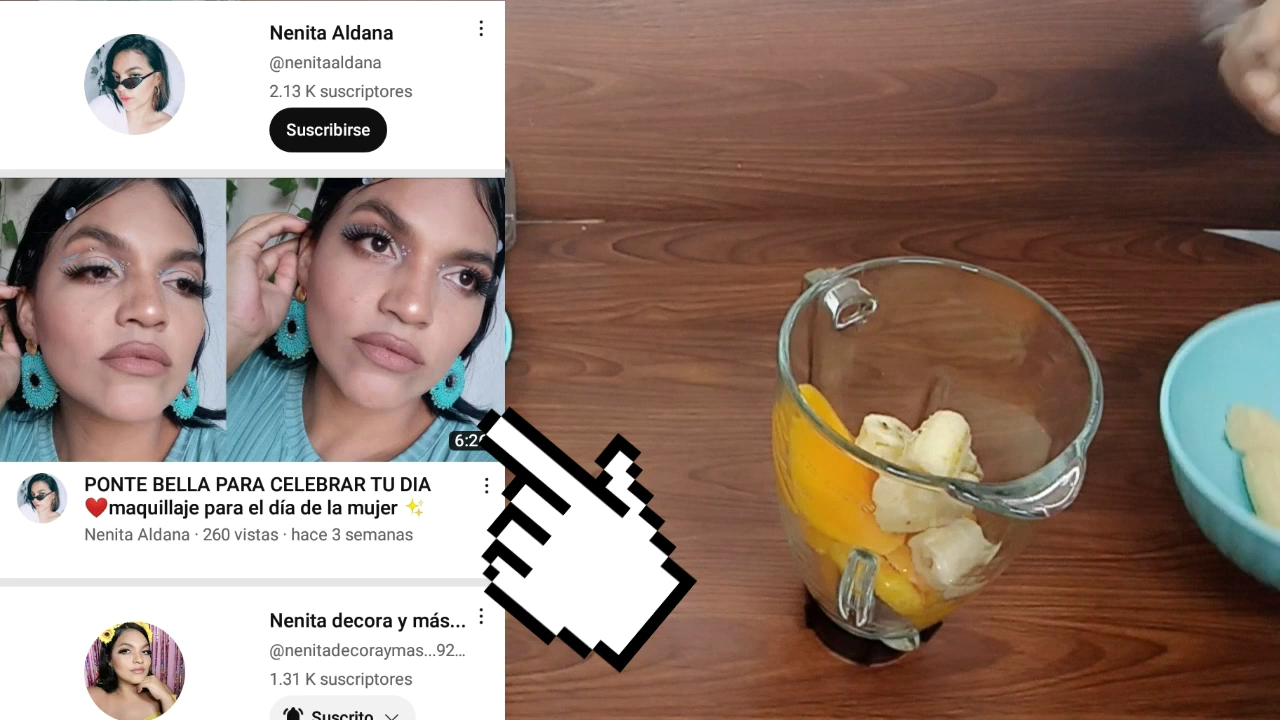 Nenita Aldana
@nenitaaldana
2.13 K suscriptores
Suscribirse
PONTE BELLA PARA CELEBRAR TU DIA
❤️maquillaje para el día de la mujer ✨
Nenita Aldana · 260 vistas · hace 3 semanas
Nenita decora y más...
@nenitadecoraymas...92...
1.31 K suscriptores
Suscrito